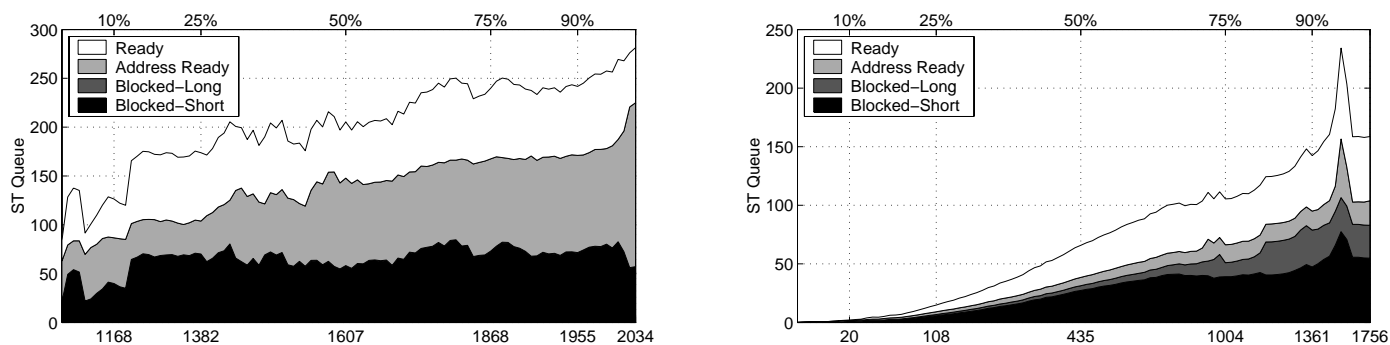 10% 25% 50% 75% 90%
300
250
200
150
100
50
0
ST Queue
Ready
Address Ready
Blocked−Long
Blocked−Short
1168 1382 1607 1868 1955 2034
10% 25% 50% 75% 90%
250
200
150
100
50
0
ST Queue
Ready
Address Ready
Blocked−Long
Blocked−Short
20 108 435 1004 1361 1756